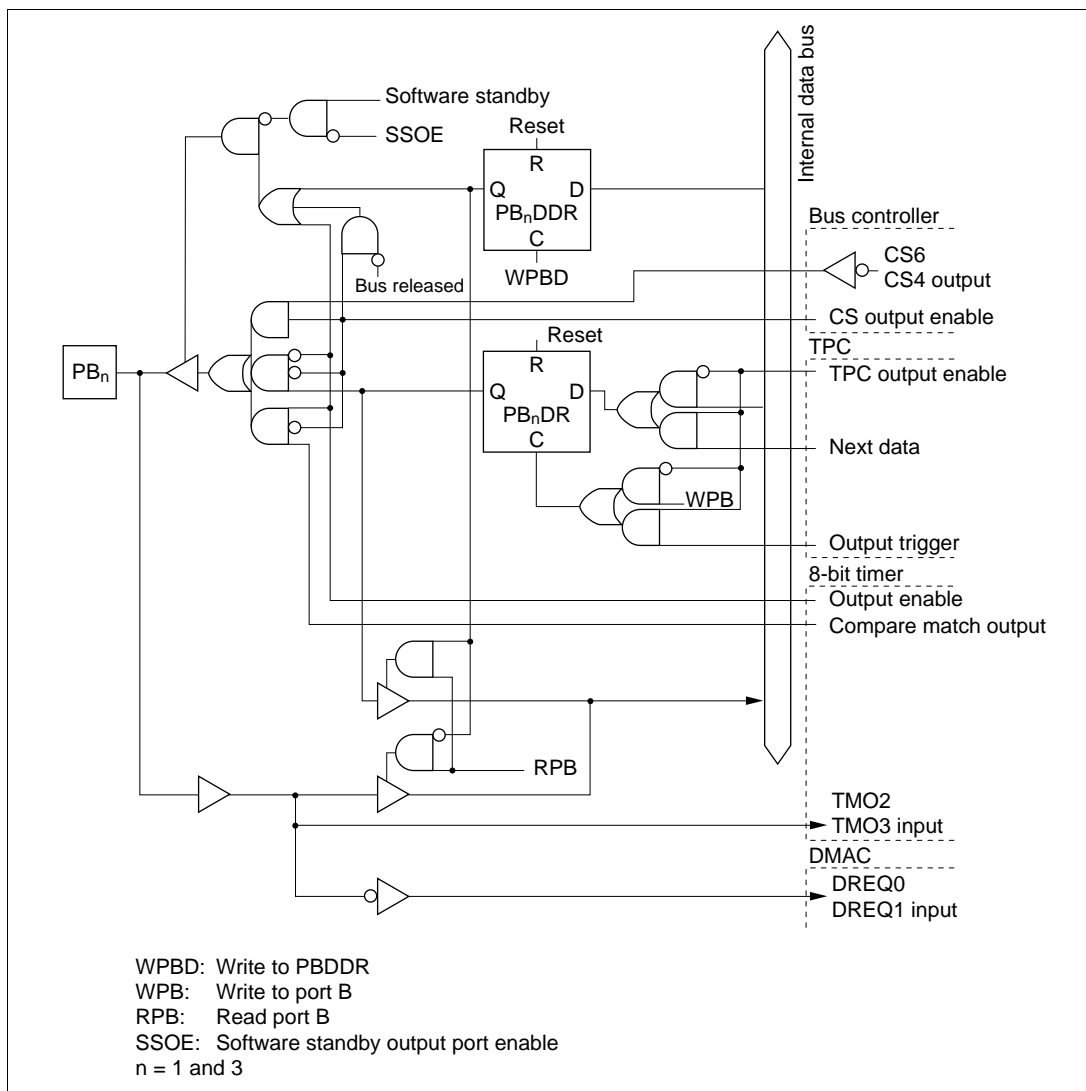 Software standby
SSOE
Reset
R
Q D
PBnDDR
C
WPBD
Internal data bus
Bus released
Bus controller
CS6
CS4 output
CS output enable
Reset
R
Q D
PBnDR
C
PBn
WPB
TPC
TPC output enable
Next data
Output trigger
8-bit timer
Output enable
Compare match output
RPB
TMO2
TMO3 input
DMAC
DREQ0
DREQ1 input
WPBD: Write to PBDDR
WPB: Write to port B
RPB: Read port B
SSOE: Software standby output port enable
n = 1 and 3